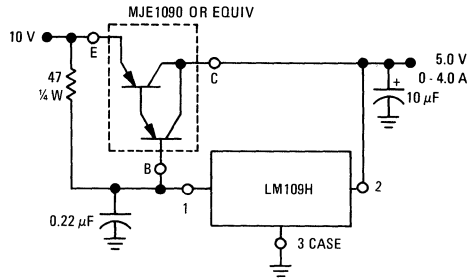 MJE1090 OR EQUIV
10 V
E
C
5.0 V
0 - 4.0 A
47
¼ W
+
10 µF
B
1
LM109H
2
0.22 µF
3 CASE